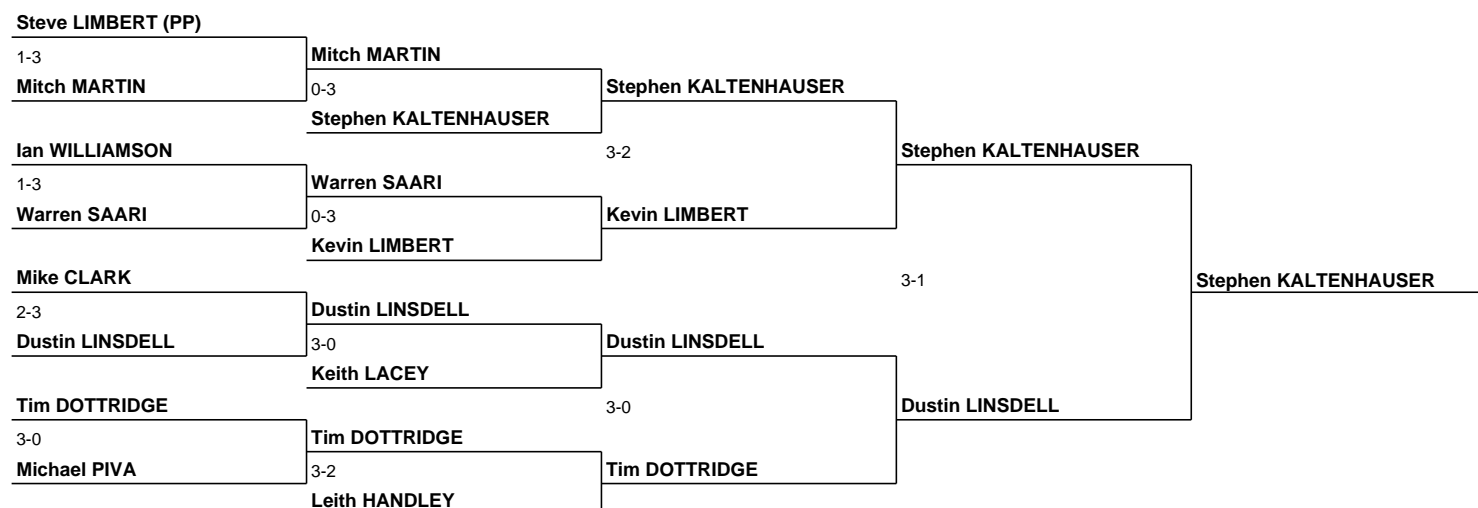 Steve LIMBERT (PP)
1-3
Mitch MARTIN
Mitch MARTIN
0-3
Stephen KALTENHAUSER
Stephen KALTENHAUSER
Ian WILLIAMSON
3-2
Stephen KALTENHAUSER
1-3
Warren SAARI
Warren SAARI
0-3
Kevin LIMBERT
Kevin LIMBERT
Mike CLARK
3-1
Stephen KALTENHAUSER
2-3
Dustin LINSDELL
Dustin LINSDELL
3-0
Dustin LINSDELL
Keith LACEY
Tim DOTTRIDGE
3-0
Dustin LINSDELL
3-0
Tim DOTTRIDGE
Michael PIVA
3-2
Tim DOTTRIDGE
Leith HANDLEY